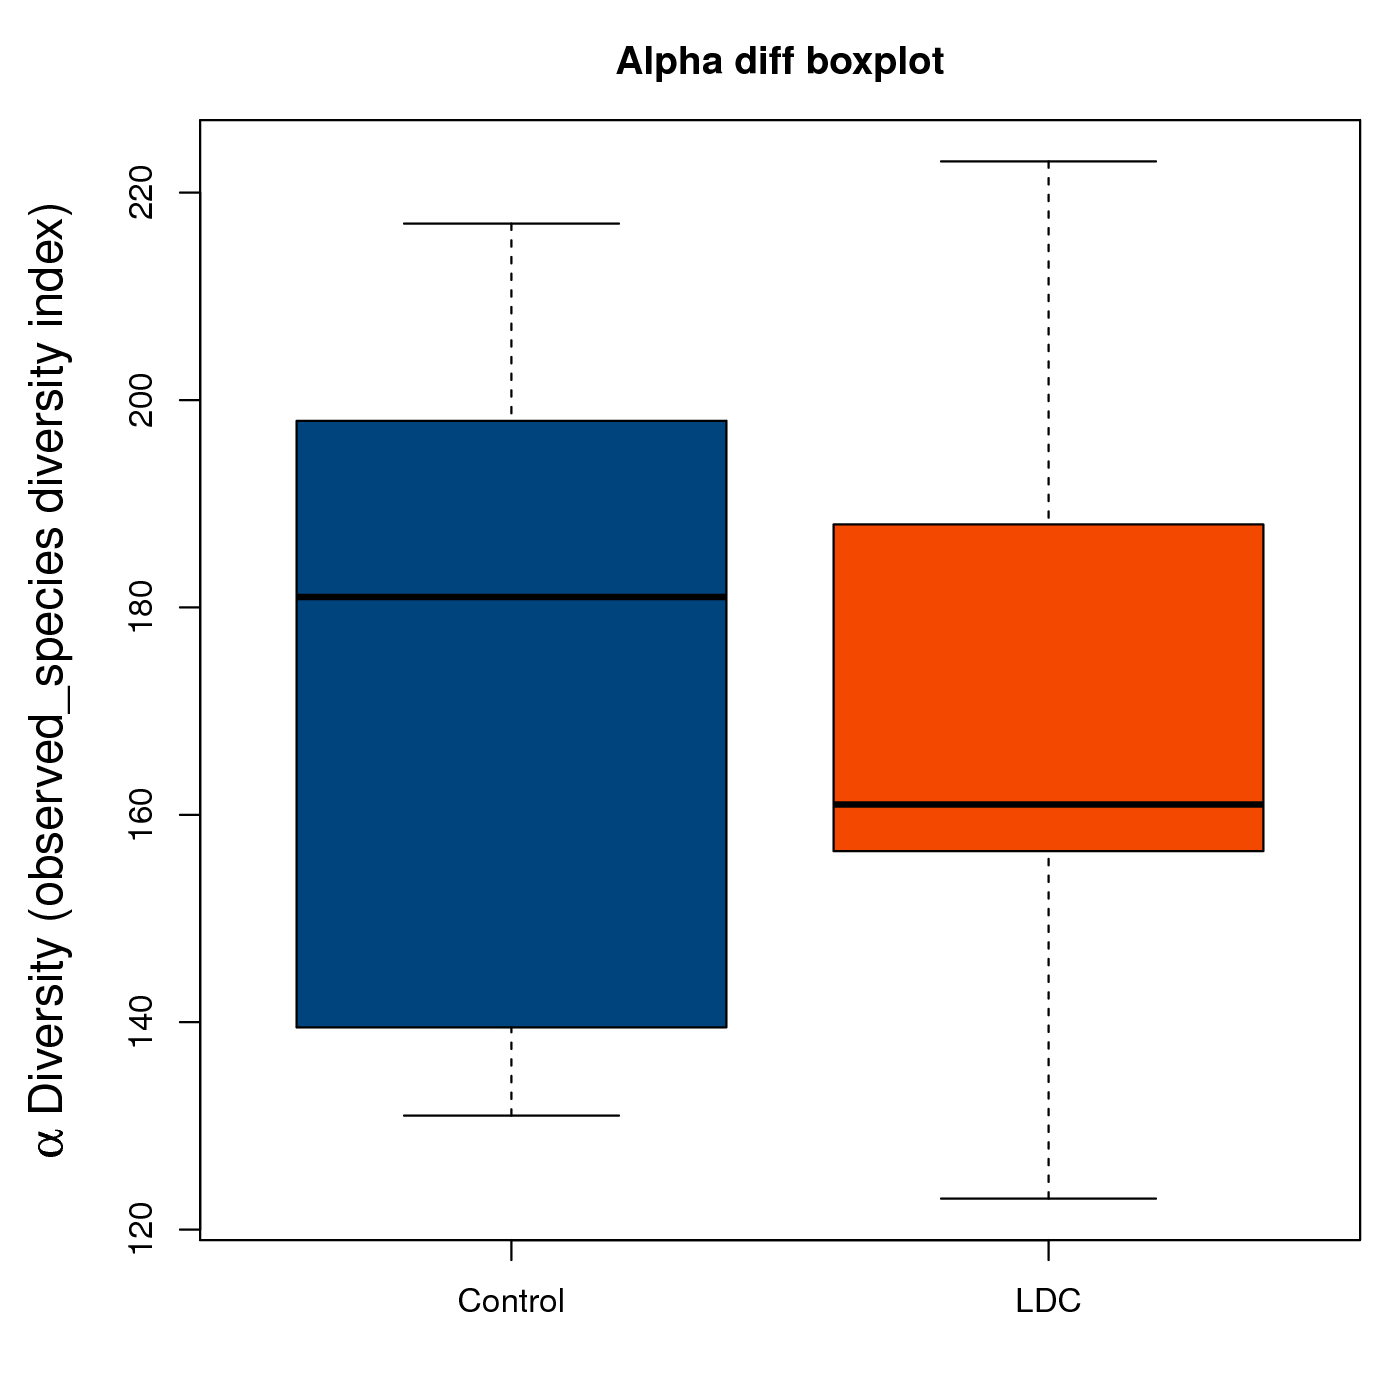 Alpha diff boxplot
α Diversity (observed_species diversity index)
220
200
180
160
140
120
Control
LDC